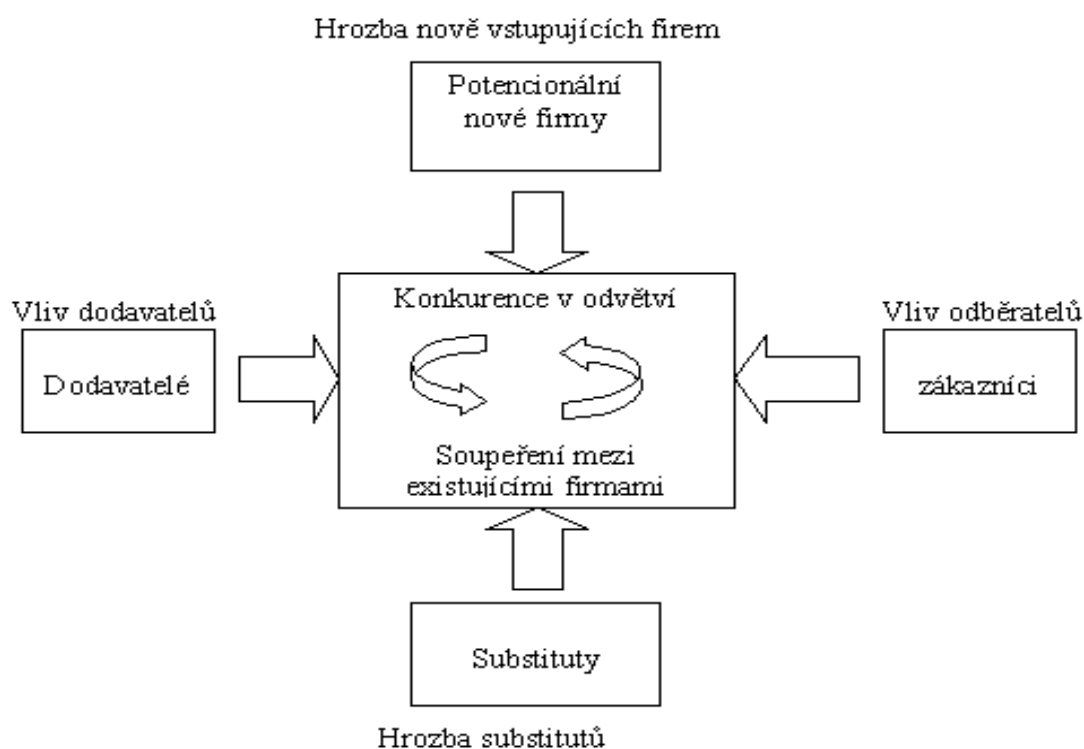 Hrozba nově vstupujících firem
Potencionální
nové firmy
Konkurence v odvětví
Vliv dodavatelů
Dodavatelé
Vliv odběratelů
zákazníci
Soupeření mezi
existujícími firmami
Substituty
Hrozba substitutů